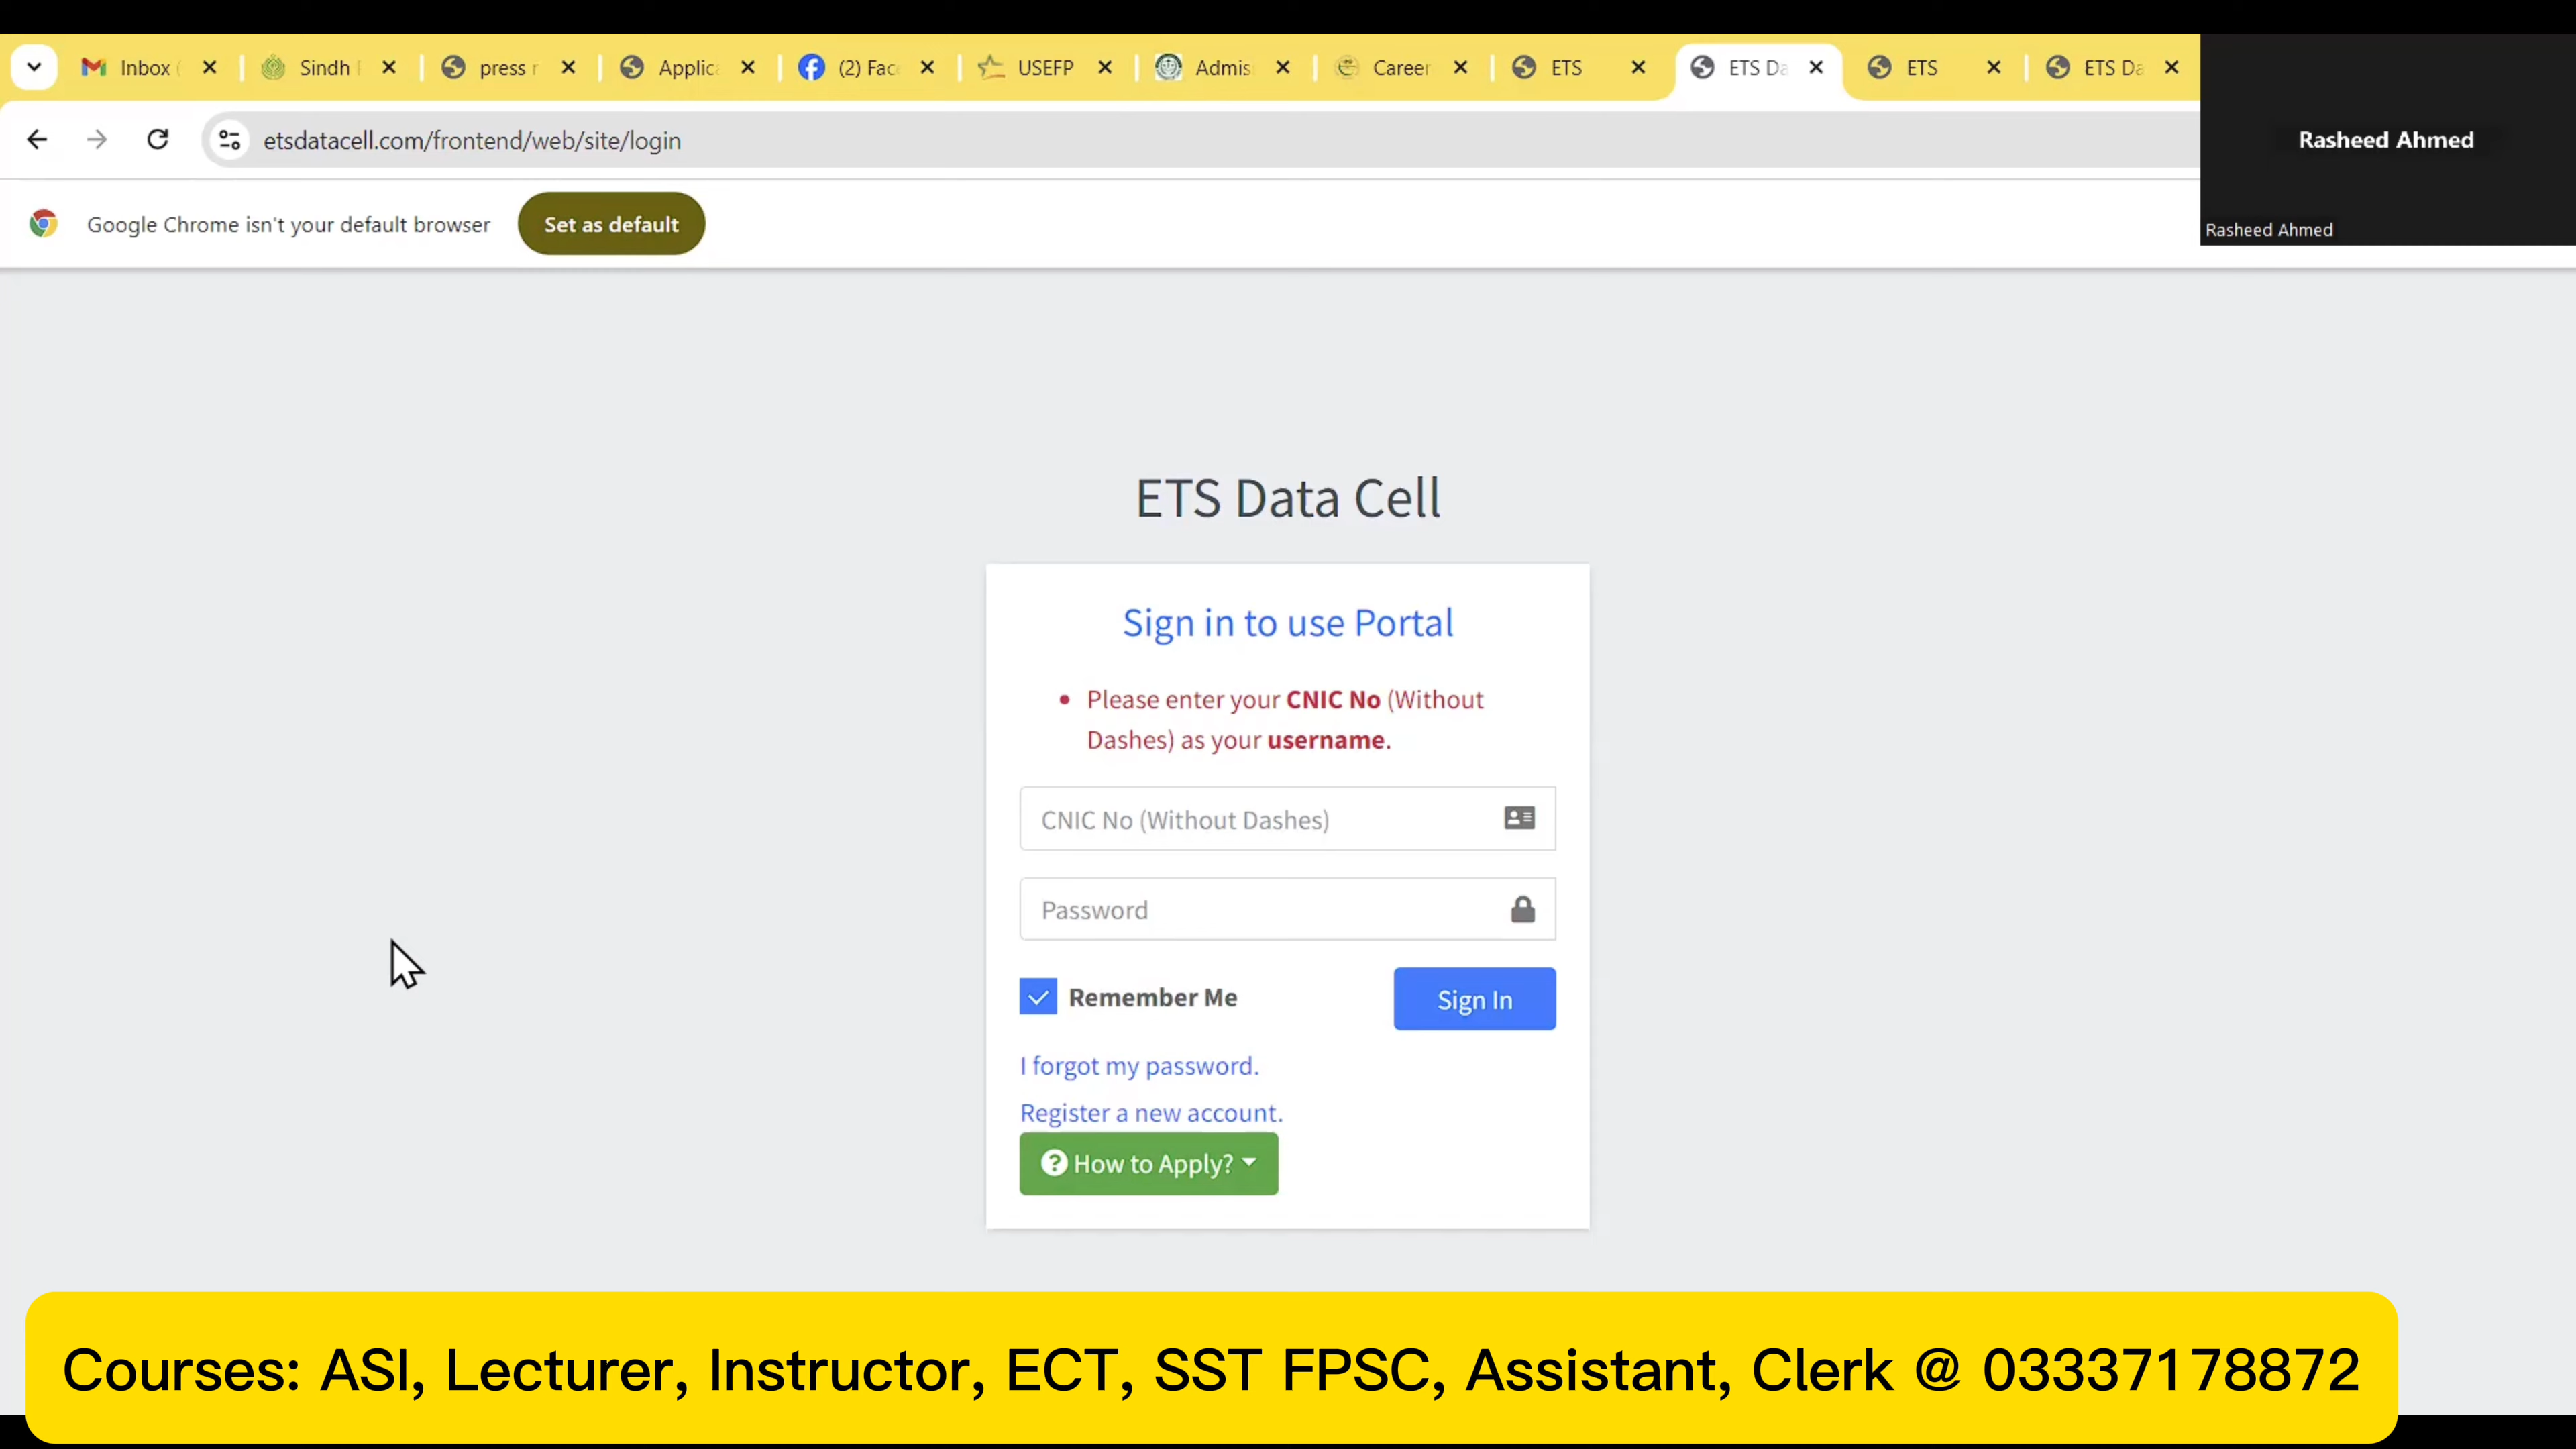 Inbox
Sindh
press r
Applica
(2) Fac
USEFP
Admis
Career
ETS
ETS Da
ETS
ETS Da
Rasheed Ahmed
etsdatacell.com/frontend/web/site/login
Google Chrome isn't your default browser
Set as default
Rasheed Ahmed
ETS Data Cell
Sign in to use Portal
Please enter your CNIC No (Without
Dashes) as your username.
CNIC No (Without Dashes)
Password
Remember Me
Sign In
I forgot my password.
Register a new account.
How to Apply?
Courses: ASI, Lecturer, Instructor, ECT, SST FPSC, Assistant, Clerk @ 03337178872